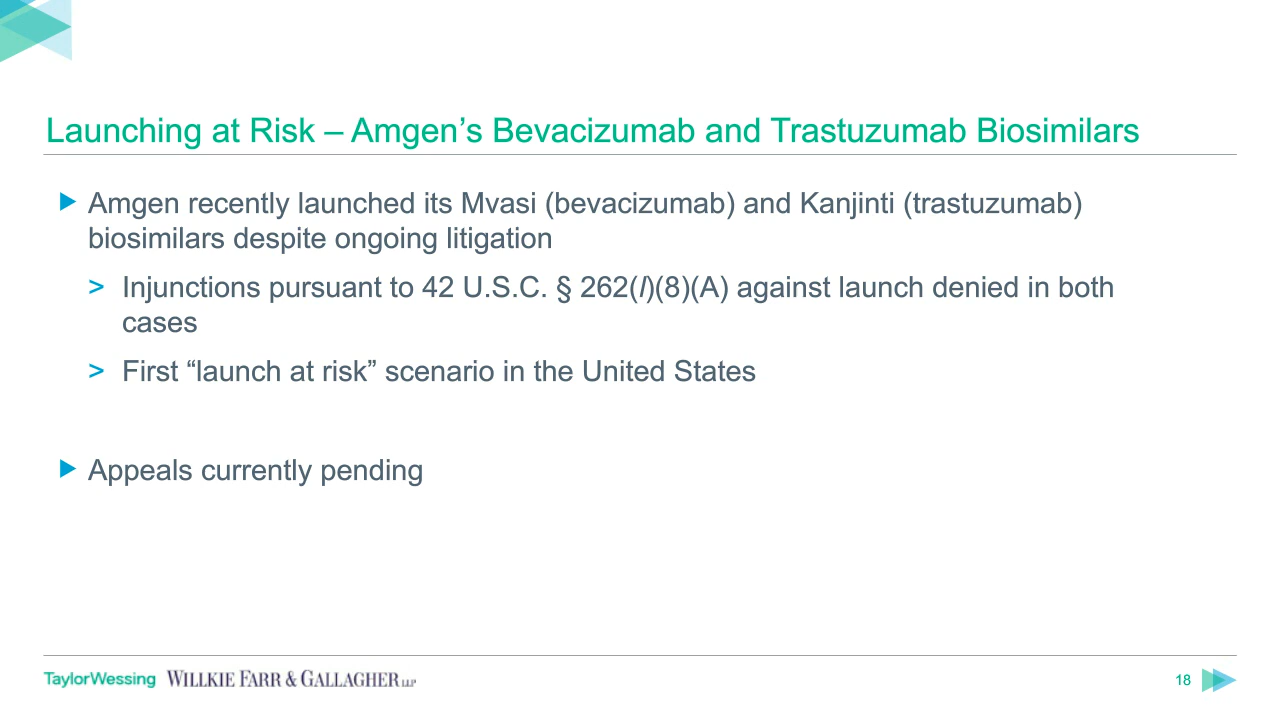 Launching at Risk – Amgen’s Bevacizumab and Trastuzumab Biosimilars
Amgen recently launched its Mvasi (bevacizumab) and Kanjinti (trastuzumab)
biosimilars despite ongoing litigation
> Injunctions pursuant to 42 U.S.C. § 262(l)(8)(A) against launch denied in both
cases
> First “launch at risk” scenario in the United States
Appeals currently pending
TaylorWessing WILLKIE FARR & GALLAGHER LLP
18